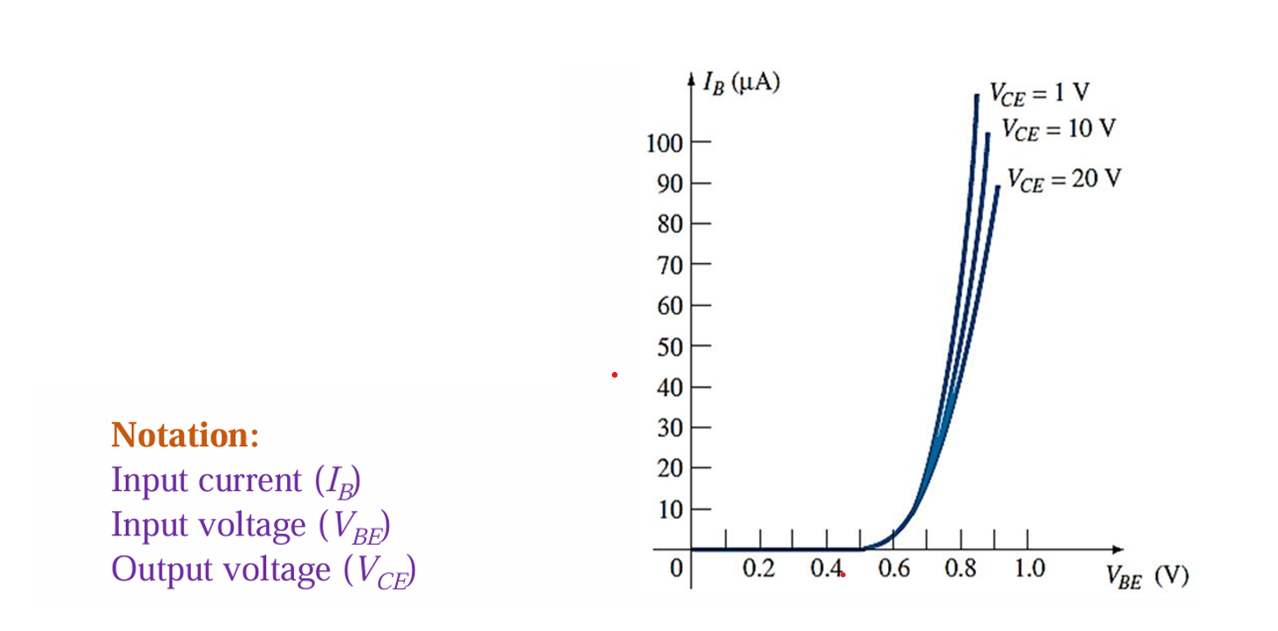 Notation:
Input current (I_B)
Input voltage (V_BE)
Output voltage (V_CE)
I_B (μA)
V_CE = 1 V
V_CE = 10 V
V_CE = 20 V
100
90
80
70
60
50
40
30
20
10
0 0.2 0.4 0.6 0.8 1.0
V_BE (V)